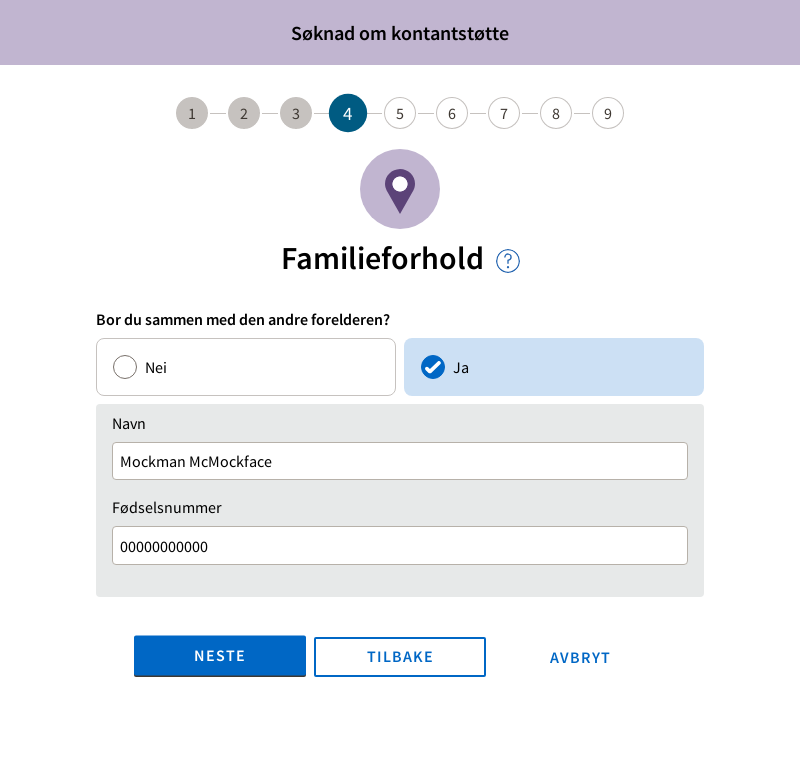 Søknad om kontantstøtte
1 2 3 4 5 6 7 8 9
Familieforhold ?
Bor du sammen med den andre forelderen?
Nei Ja
Navn
Mockman McMockface
Fødselsnummer
00000000000
NESTE TILBAKE AVBRYT